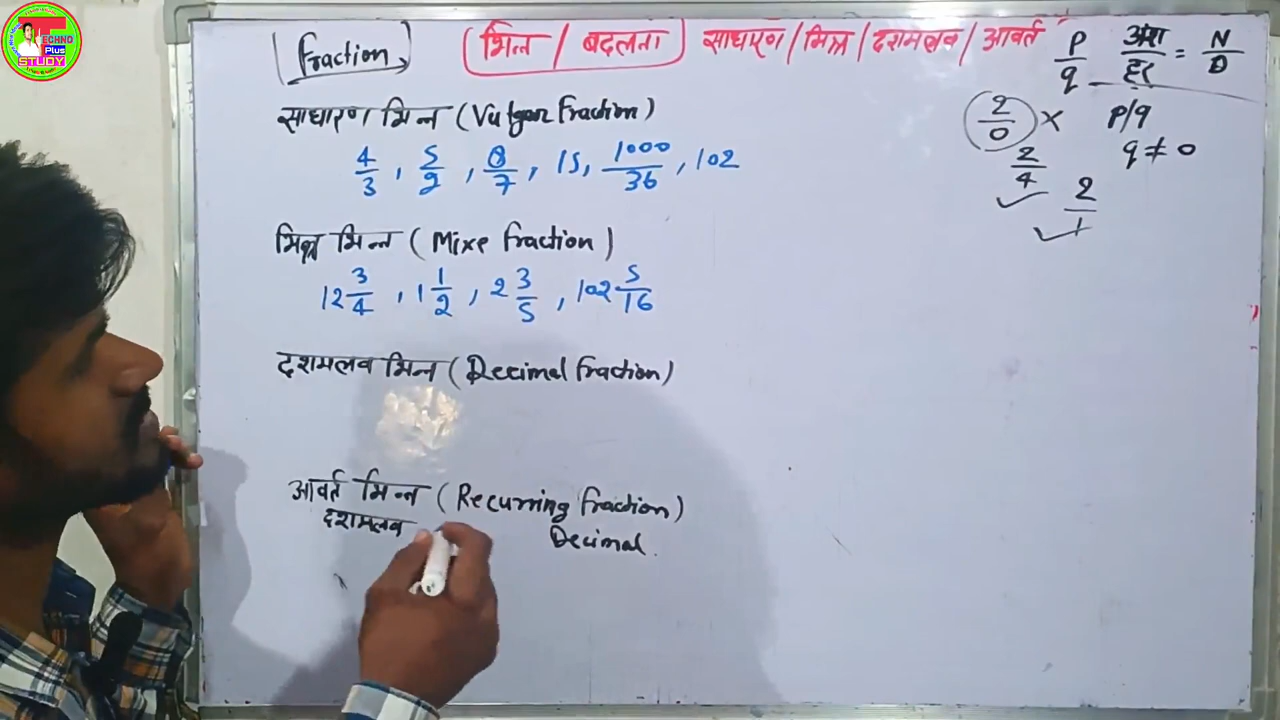 TECHNO
Plus
STUDY
Fraction
भिन्न / बदलना साधारण / मिश्र / दशमलव / आवर्त
P/q अंश/हर = N/D
साधारण भिन्न (Vulgar Fraction)
2/0 × P/q
q ≠ 0
4/3, 5/2, 8/7, 15, 1000/36, 102
2/4 ✓
2/1 ✓
मिश्र भिन्न (Mixe Fraction)
12 3/4, 1 1/2, 2 3/5, 102 5/16
दशमलव भिन्न (Decimal Fraction)
आवर्त भिन्न (Recurring Fraction)
दशमलव Decimal.